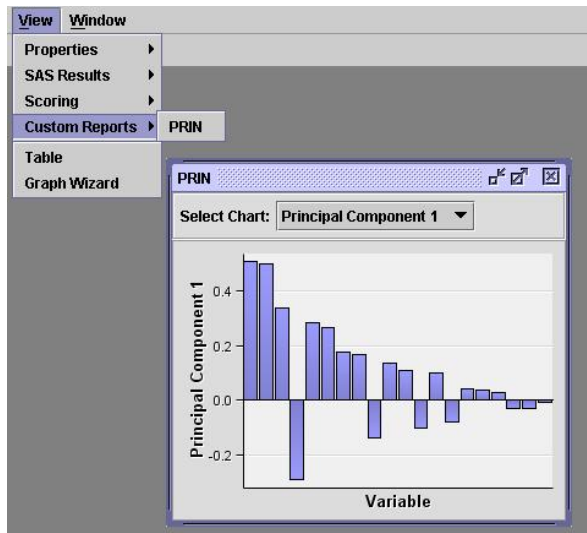 View Window
Properties
SAS Results
Scoring
Custom Reports
PRIN
Table
Graph Wizard
PRIN
Select Chart: Principal Component 1
Principal Component 1
0.4
0.2
0.0
-0.2
Variable